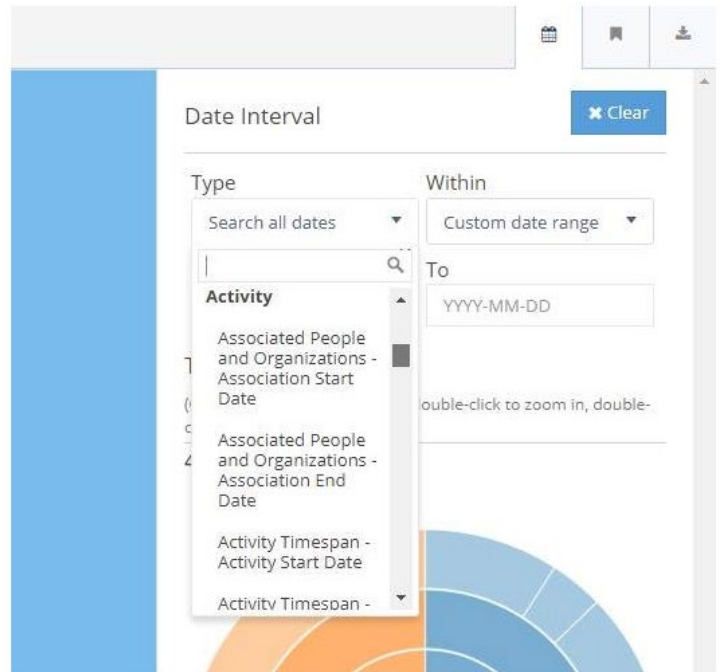 Date Interval
✖ Clear
Type
Within
Search all dates
Custom date range
To
YYYY-MM-DD
Activity
Associated People
and Organizations -
Association Start
Date
Associated People
and Organizations -
Association End
Date
Activity Timespan -
Activity Start Date
Activity Timespan -
double-click to zoom in, double-